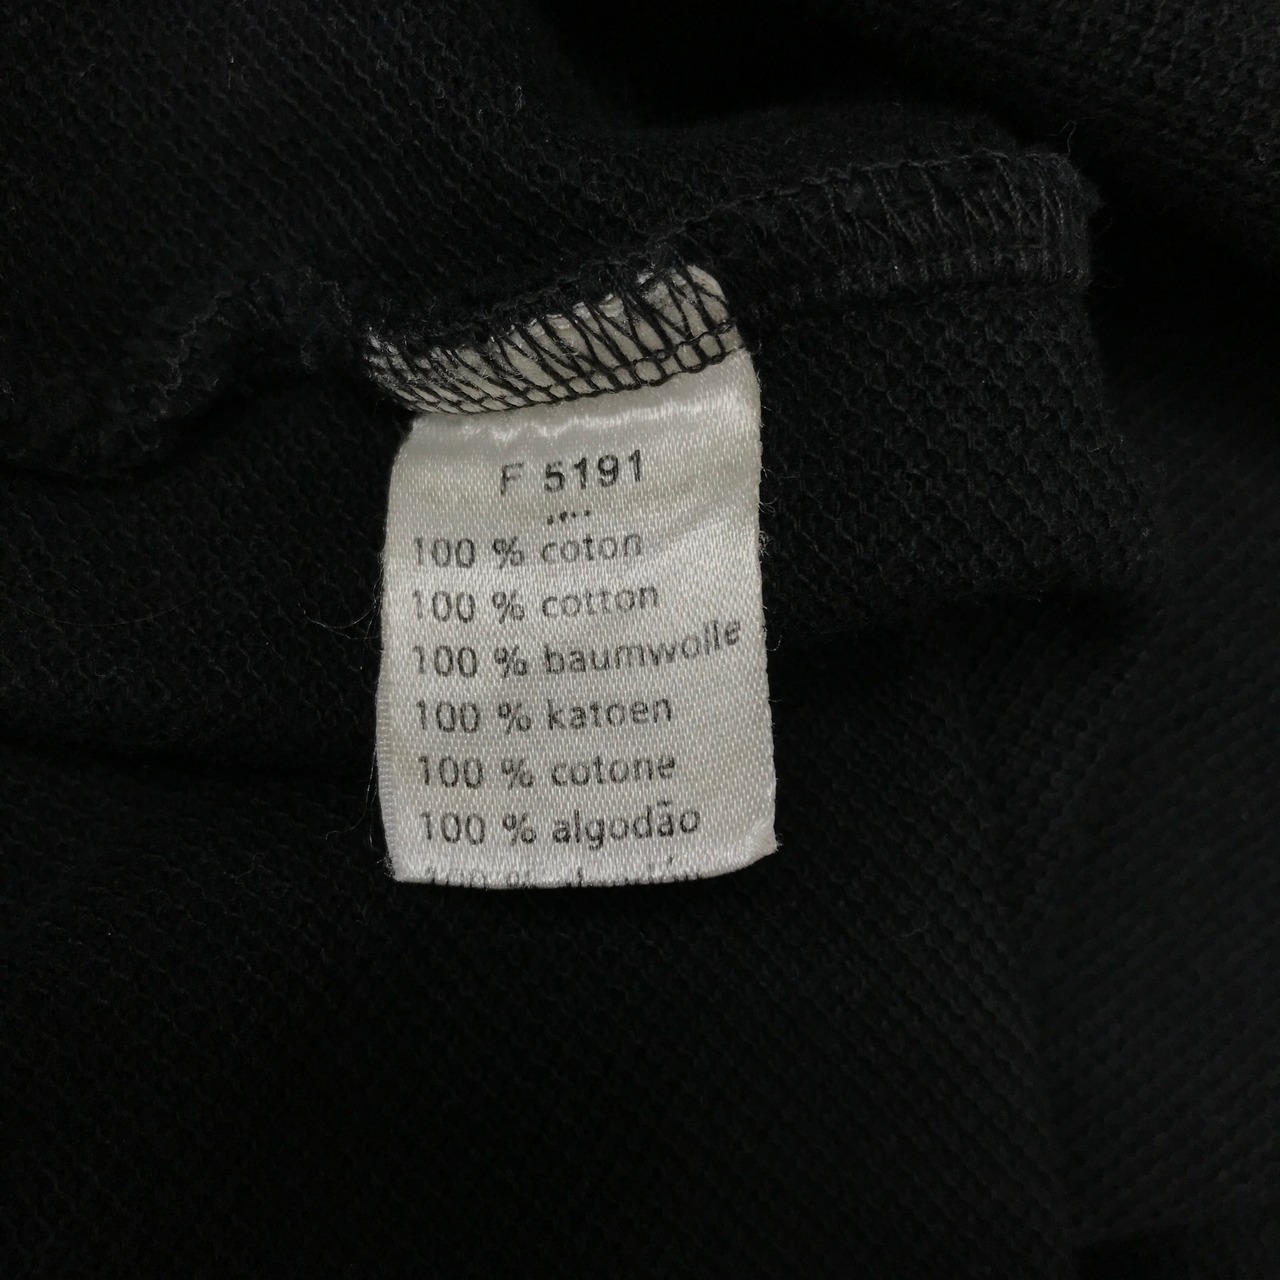 F 5191
100 % coton
100 % cotton
100 % baumwolle
100 % katoen
100 % cotone
100 % algodão